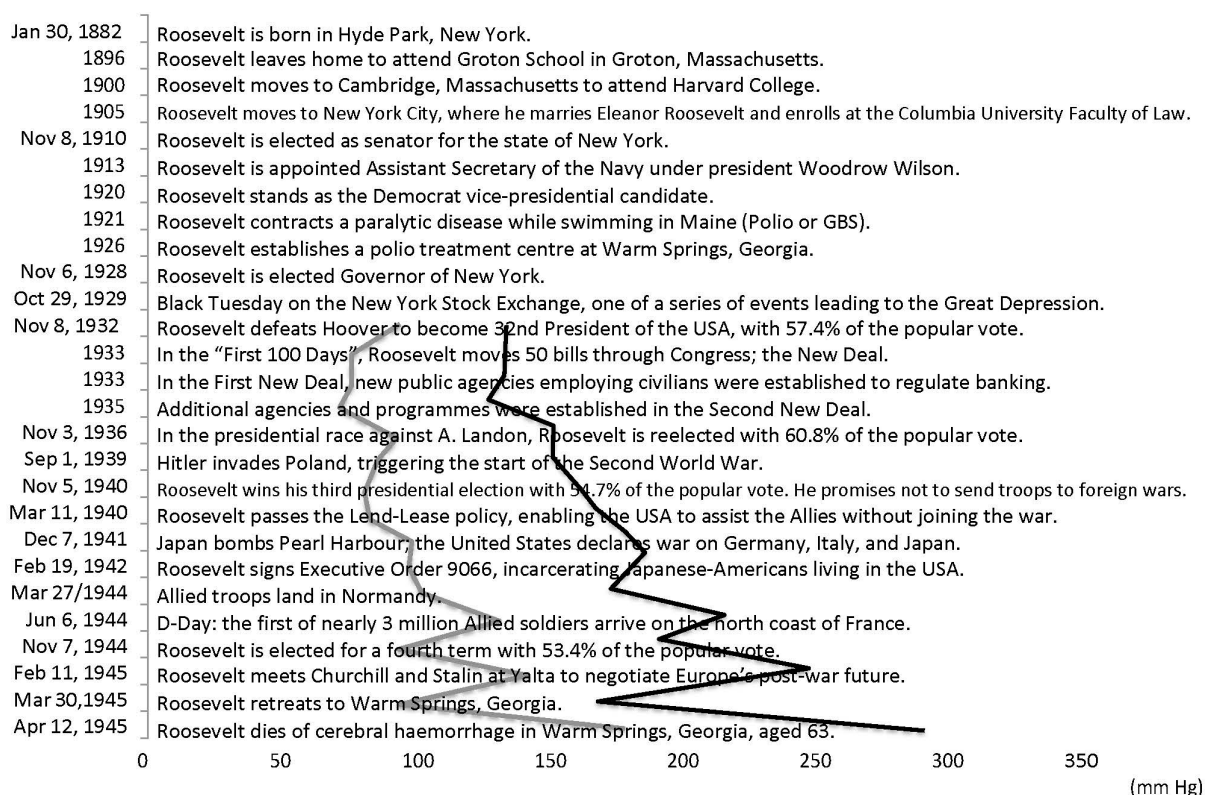 Jan 30, 1882 Roosevelt is born in Hyde Park, New York.
1896 Roosevelt leaves home to attend Groton School in Groton, Massachusetts.
1900 Roosevelt moves to Cambridge, Massachusetts to attend Harvard College.
1905 Roosevelt moves to New York City, where he marries Eleanor Roosevelt and enrolls at the Columbia University Faculty of Law.
Nov 8, 1910 Roosevelt is elected as senator for the state of New York.
1913 Roosevelt is appointed Assistant Secretary of the Navy under president Woodrow Wilson.
1920 Roosevelt stands as the Democrat vice-presidential candidate.
1921 Roosevelt contracts a paralytic disease while swimming in Maine (Polio or GBS).
1926 Roosevelt establishes a polio treatment centre at Warm Springs, Georgia.
Nov 6, 1928 Roosevelt is elected Governor of New York.
Oct 29, 1929 Black Tuesday on the New York Stock Exchange, one of a series of events leading to the Great Depression.
Nov 8, 1932 Roosevelt defeats Hoover to become 32nd President of the USA, with 57.4% of the popular vote.
1933 In the “First 100 Days”, Roosevelt moves 50 bills through Congress; the New Deal.
1933 In the First New Deal, new public agencies employing civilians were established to regulate banking.
1935 Additional agencies and programmes were established in the Second New Deal.
Nov 3, 1936 In the presidential race against A. Landon, Roosevelt is reelected with 60.8% of the popular vote.
Sep 1, 1939 Hitler invades Poland, triggering the start of the Second World War.
Nov 5, 1940 Roosevelt wins his third presidential election with 54.7% of the popular vote. He promises not to send troops to foreign wars.
Mar 11, 1940 Roosevelt passes the Lend-Lease policy, enabling the USA to assist the Allies without joining the war.
Dec 7, 1941 Japan bombs Pearl Harbour; the United States declares war on Germany, Italy, and Japan.
Feb 19, 1942 Roosevelt signs Executive Order 9066, incarcerating Japanese-Americans living in the USA.
Mar 27/1944 Allied troops land in Normandy.
Jun 6, 1944 D-Day: the first of nearly 3 million Allied soldiers arrive on the north coast of France.
Nov 7, 1944 Roosevelt is elected for a fourth term with 53.4% of the popular vote.
Feb 11, 1945 Roosevelt meets Churchill and Stalin at Yalta to negotiate Europe's post-war future.
Mar 30,1945 Roosevelt retreats to Warm Springs, Georgia.
Apr 12, 1945 Roosevelt dies of cerebral haemorrhage in Warm Springs, Georgia, aged 63.
0 50 100 150 200 250 300 350
(mm Hg)